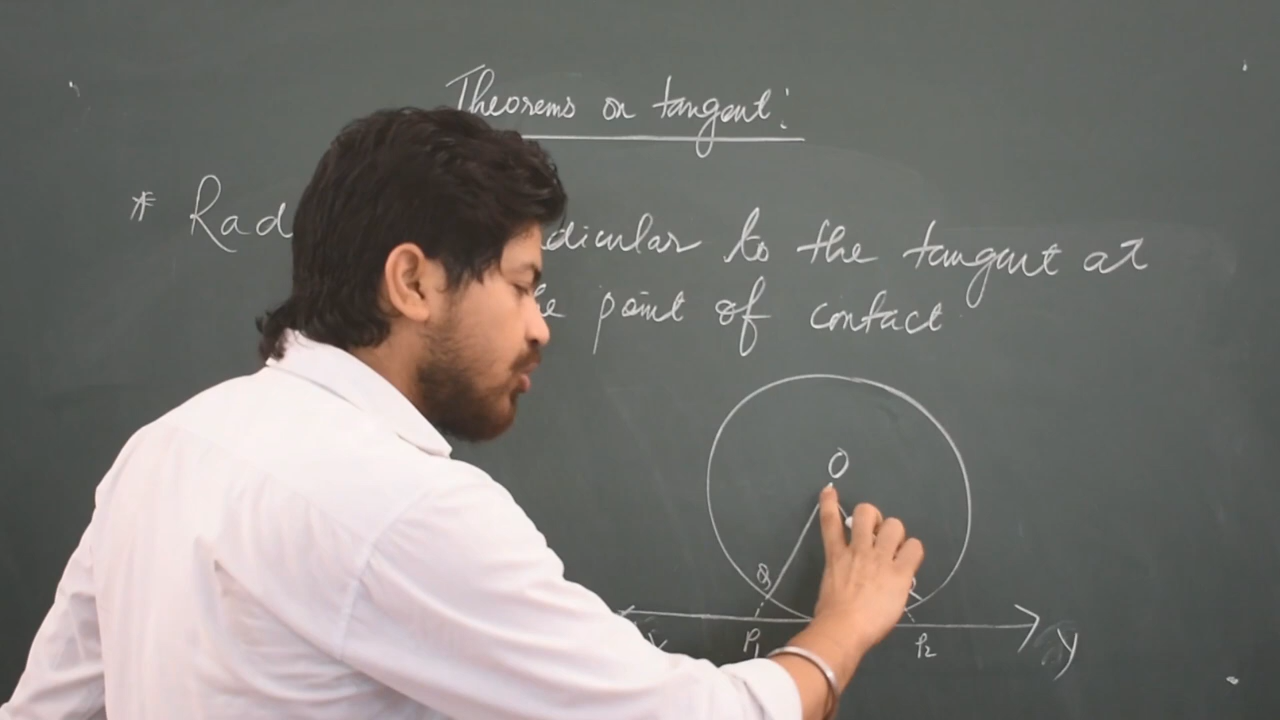 Theorems on tangent:
* Rad dicular to the tangent at
e point of contact
O
Q
P1 P2 Y